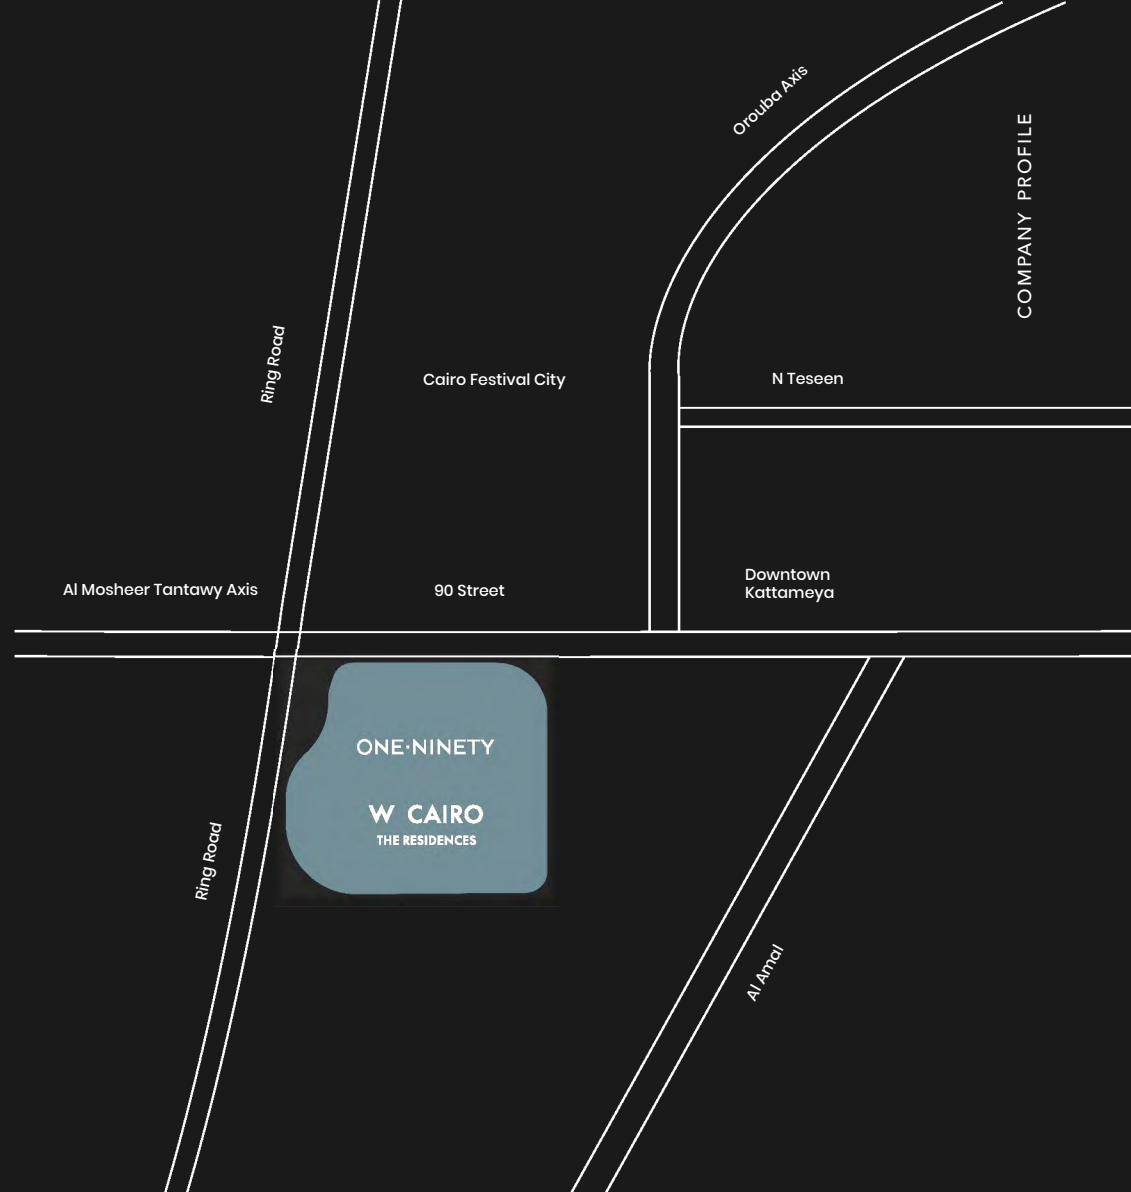 Orouba Axis
COMPANY PROFILE
Ring Road
Cairo Festival City
N Teseen
Al Mosheer Tantawy Axis
90 Street
Downtown
Kattameya
ONE·NINETY
W CAIRO
THE RESIDENCES
Ring Road
Al Amal